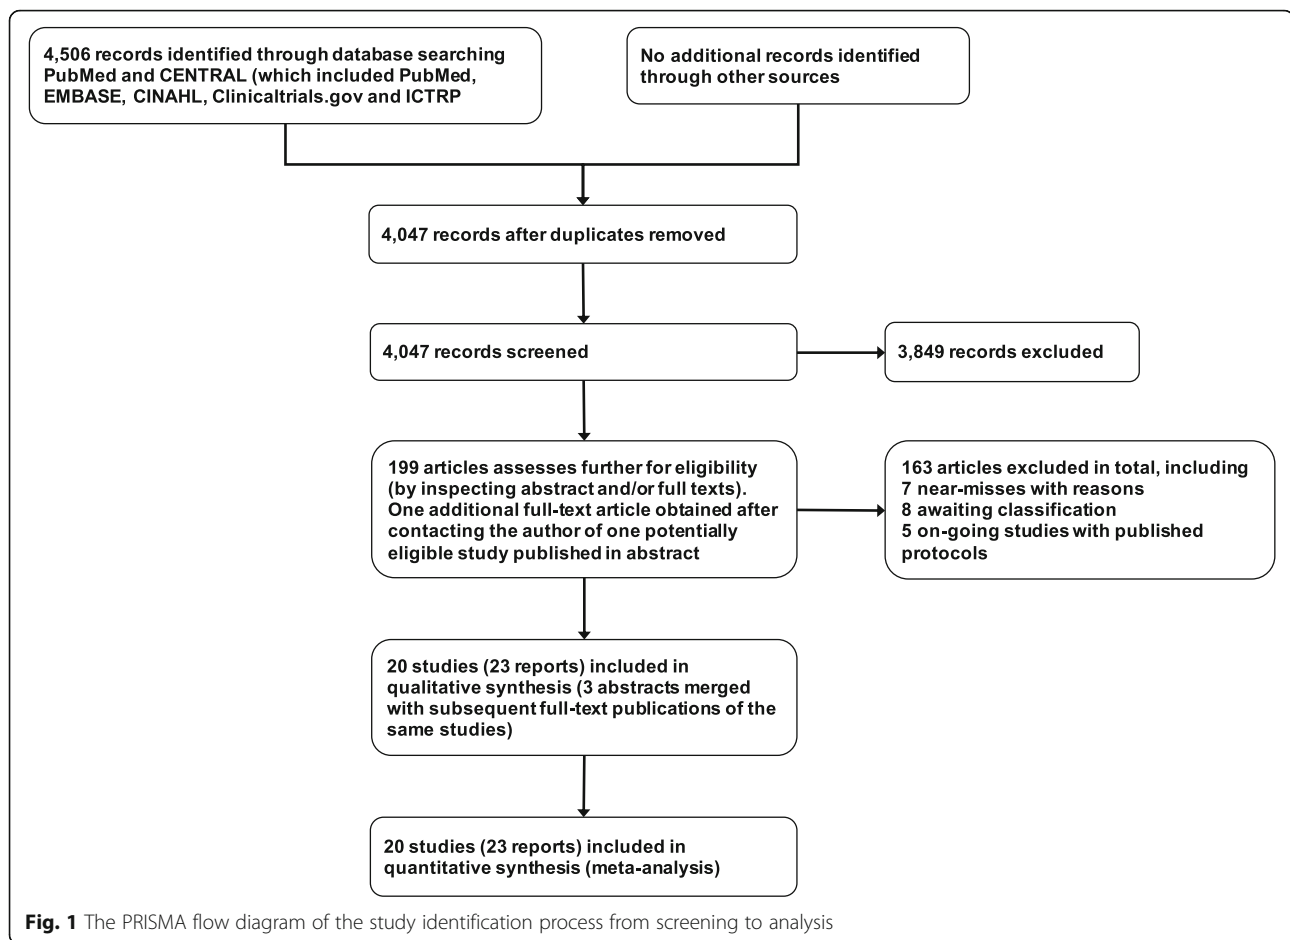 4,506 records identified through database searching
PubMed and CENTRAL (which included PubMed,
EMBASE, CINAHL, Clinicaltrials.gov and ICTRP
No additional records identified
through other sources
4,047 records after duplicates removed
4,047 records screened
3,849 records excluded
199 articles assesses further for eligibility
(by inspecting abstract and/or full texts).
One additional full-text article obtained after
contacting the author of one potentially
eligible study published in abstract
163 articles excluded in total, including
7 near-misses with reasons
8 awaiting classification
5 on-going studies with published
protocols
20 studies (23 reports) included in
qualitative synthesis (3 abstracts merged
with subsequent full-text publications of the
same studies)
20 studies (23 reports) included in
quantitative synthesis (meta-analysis)
Fig. 1 The PRISMA flow diagram of the study identification process from screening to analysis